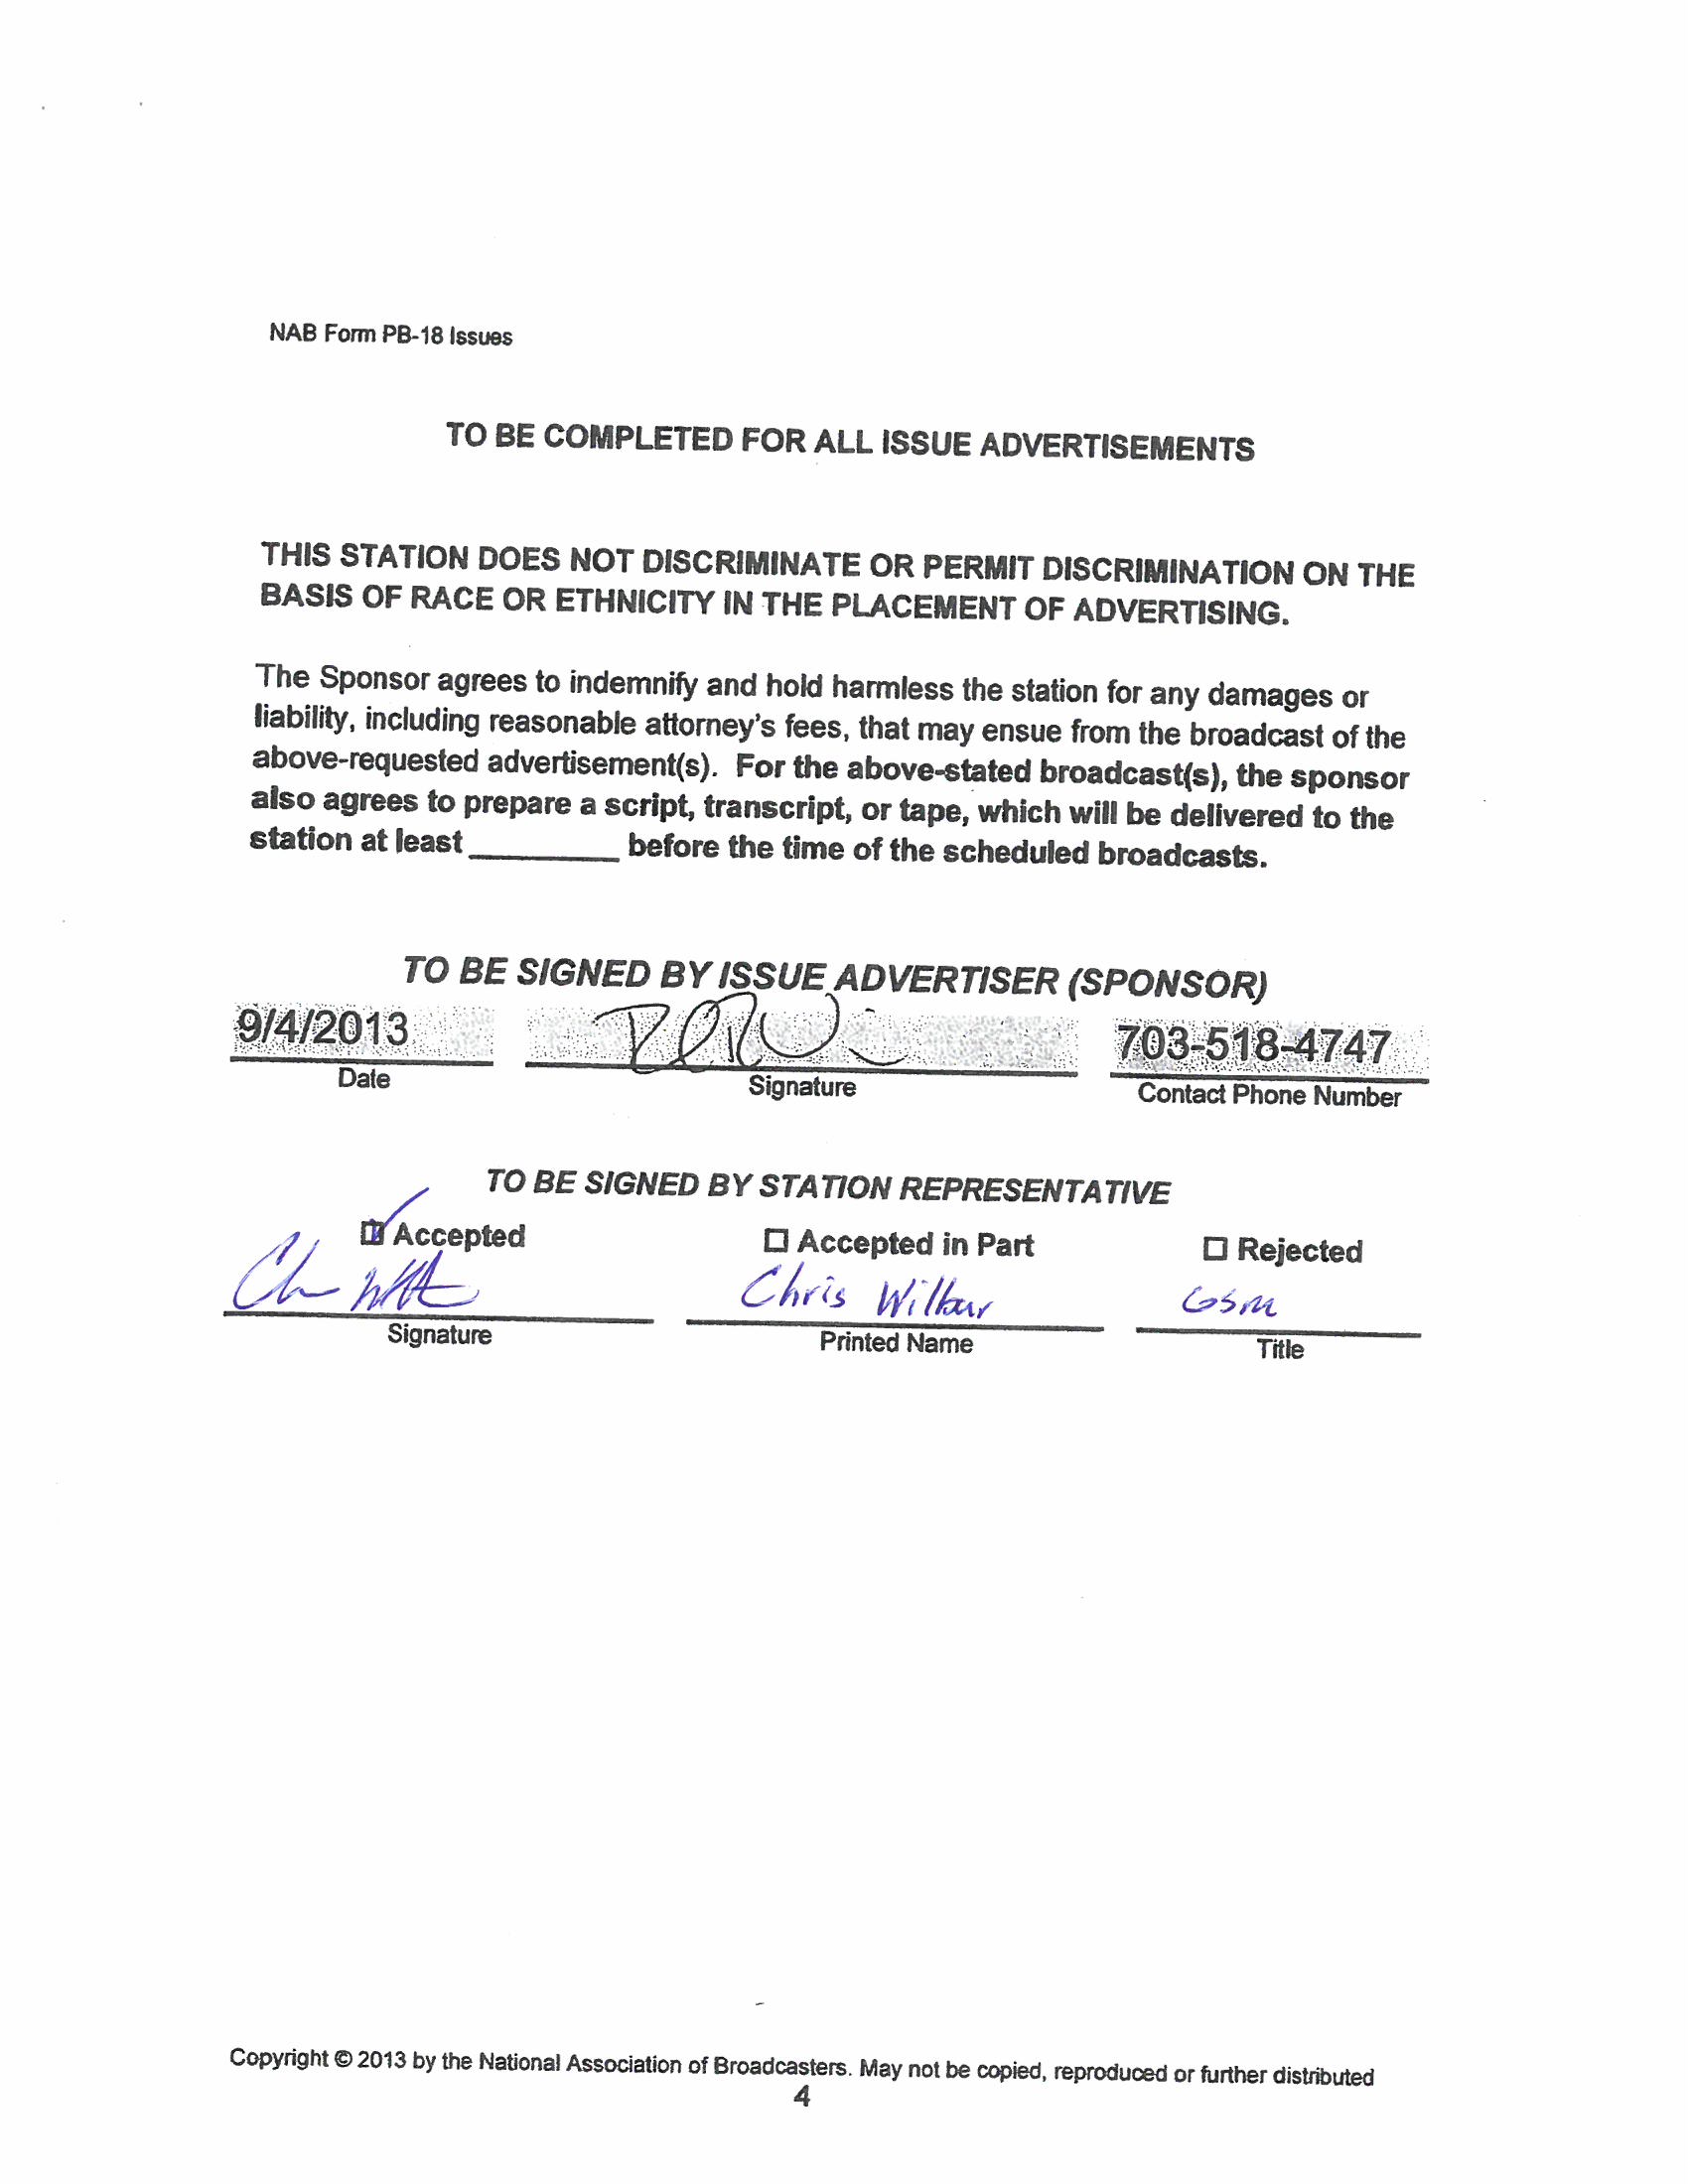 NAB Form PB-18 Issues
TO BE COMPLETED FOR ALL ISSUE ADVERTISEMENTS
THIS STATION DOES NOT DISCRIMINATE OR PERMIT DISCRIMINATION ON THE
BASIS OF RACE OR ETHNICITY IN THE PLACEMENT OF ADVERTISING.
The Sponsor agrees to indemnify and hold harmless the station for any damages or
liability, including reasonable attorney's fees, that may ensue from the broadcast of the
above-requested advertisement(s). For the above-stated broadcast(s), the sponsor
also agrees to prepare a script, transcript, or tape, which will be delivered to the
station at least _________ before the time of the scheduled broadcasts.
TO BE SIGNED BY ISSUE ADVERTISER (SPONSOR)
9/4/2013 703-518-4747
Date Signature Contact Phone Number
TO BE SIGNED BY STATION REPRESENTATIVE
Accepted Accepted in Part Rejected
Chris Wilbur GSM
Signature Printed Name Title
Copyright © 2013 by the National Association of Broadcasters. May not be copied, reproduced or further distributed
4